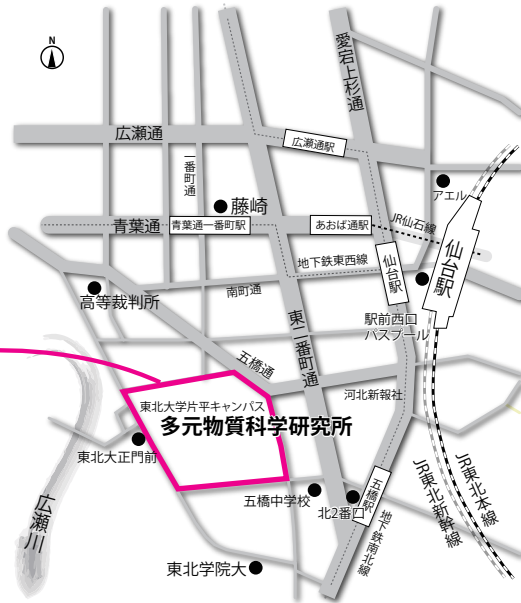 N
愛宕上杉通
広瀬通
広瀬通駅
一番町通
アエル
藤崎
青葉通
青葉通一番町駅
あおば通駅
JR仙石線
仙台駅
仙台駅
地下鉄東西線
南町通
高等裁判所
駅前西口
バスプール
東二番町通
五橋通
河北新報社
東北大学片平キャンパス
多元物質科学研究所
東北大正門前
五橋中学校
北2番口
五橋駅
地下鉄南北線
JR東北新幹線
JR東北本線
広瀬川
東北学院大